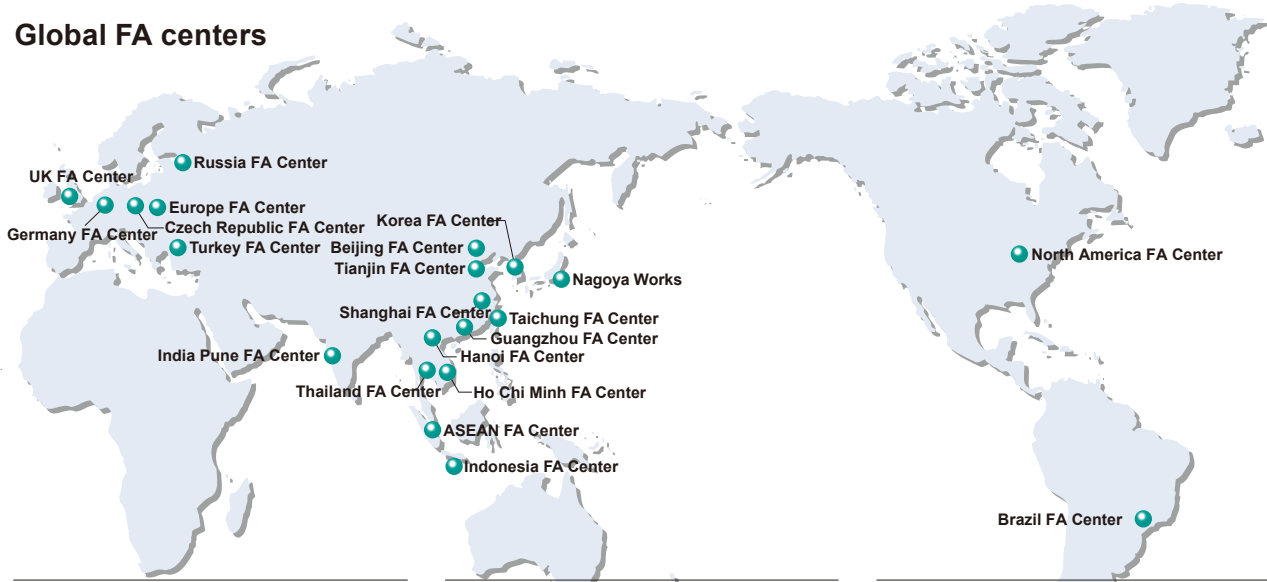 Global FA centers
Russia FA Center
UK FA Center
Europe FA Center
Korea FA Center
Czech Republic FA Center
Germany FA Center
Turkey FA Center
Beijing FA Center
North America FA Center
Tianjin FA Center
Nagoya Works
Shanghai FA Center
Taichung FA Center
Guangzhou FA Center
India Pune FA Center
Hanoi FA Center
Thailand FA Center
Ho Chi Minh FA Center
ASEAN FA Center
Indonesia FA Center
Brazil FA Center